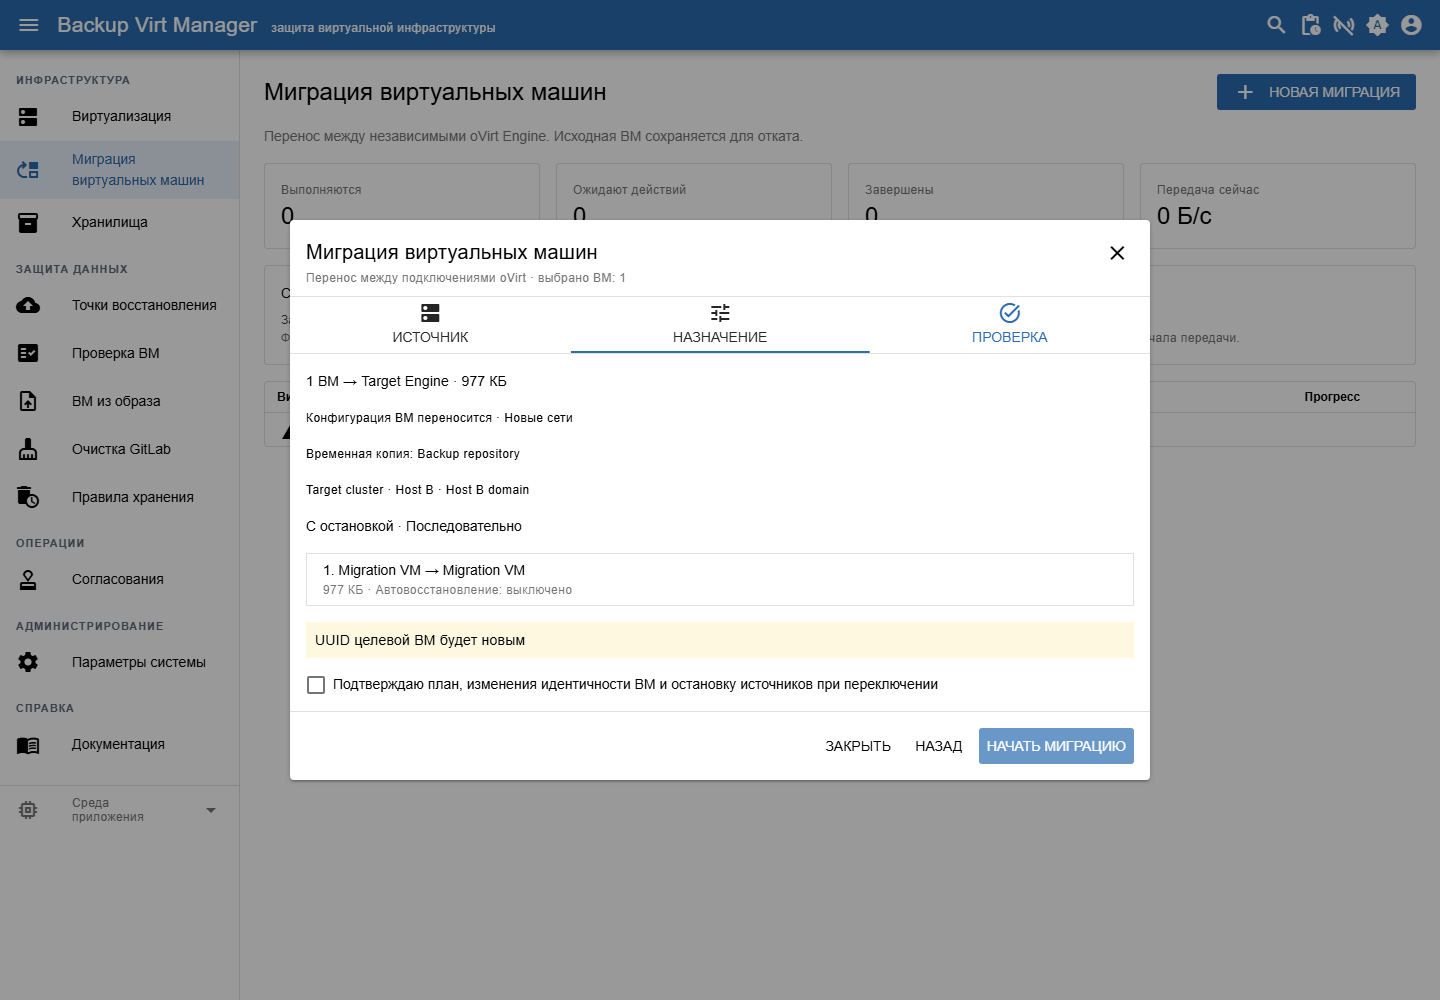 Backup Virt Manager защита виртуальной инфраструктуры
ИНФРАСТРУКТУРА
Виртуализация
Миграция
виртуальных машин
Хранилища
ЗАЩИТА ДАННЫХ
Точки восстановления
Проверка ВМ
ВМ из образа
Очистка GitLab
Правила хранения
ОПЕРАЦИИ
Согласования
АДМИНИСТРИРОВАНИЕ
Параметры системы
СПРАВКА
Документация
Среда
приложения
Миграция виртуальных машин
НОВАЯ МИГРАЦИЯ
Перенос между независимыми oVirt Engine. Исходная ВМ сохраняется для отката.
Выполняются
0
Ожидают действий
0
Завершены
0
Передача сейчас
0 Б/с
передачи.
Прогресс
Миграция виртуальных машин
Перенос между подключениями oVirt · выбрано ВМ: 1
ИСТОЧНИК
НАЗНАЧЕНИЕ
ПРОВЕРКА
1 ВМ → Target Engine · 977 КБ
Конфигурация ВМ переносится · Новые сети
Временная копия: Backup repository
Target cluster · Host B · Host B domain
С остановкой · Последовательно
1. Migration VM → Migration VM
977 КБ · Автовосстановление: выключено
UUID целевой ВМ будет новым
Подтверждаю план, изменения идентичности ВМ и остановку источников при переключении
ЗАКРЫТЬ
НАЗАД
НАЧАТЬ МИГРАЦИЮ